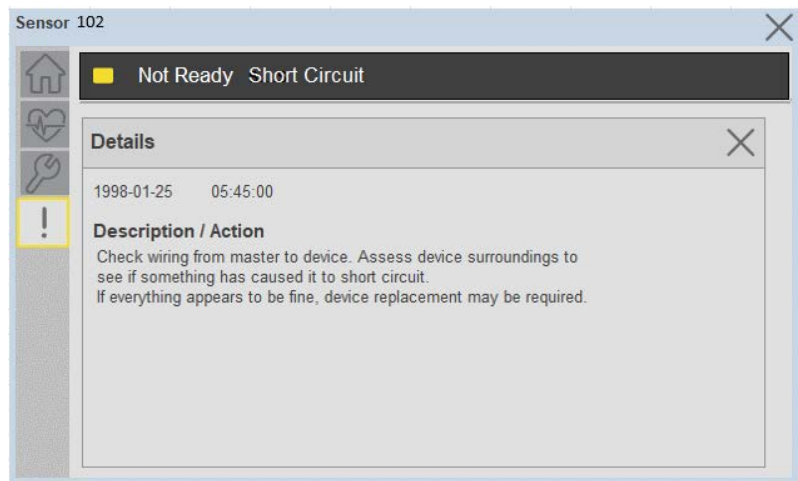 Sensor 102
Not Ready Short Circuit
Details
1998-01-25 05:45:00
Description / Action
Check wiring from master to device. Assess device surroundings to
see if something has caused it to short circuit.
If everything appears to be fine, device replacement may be required.
!